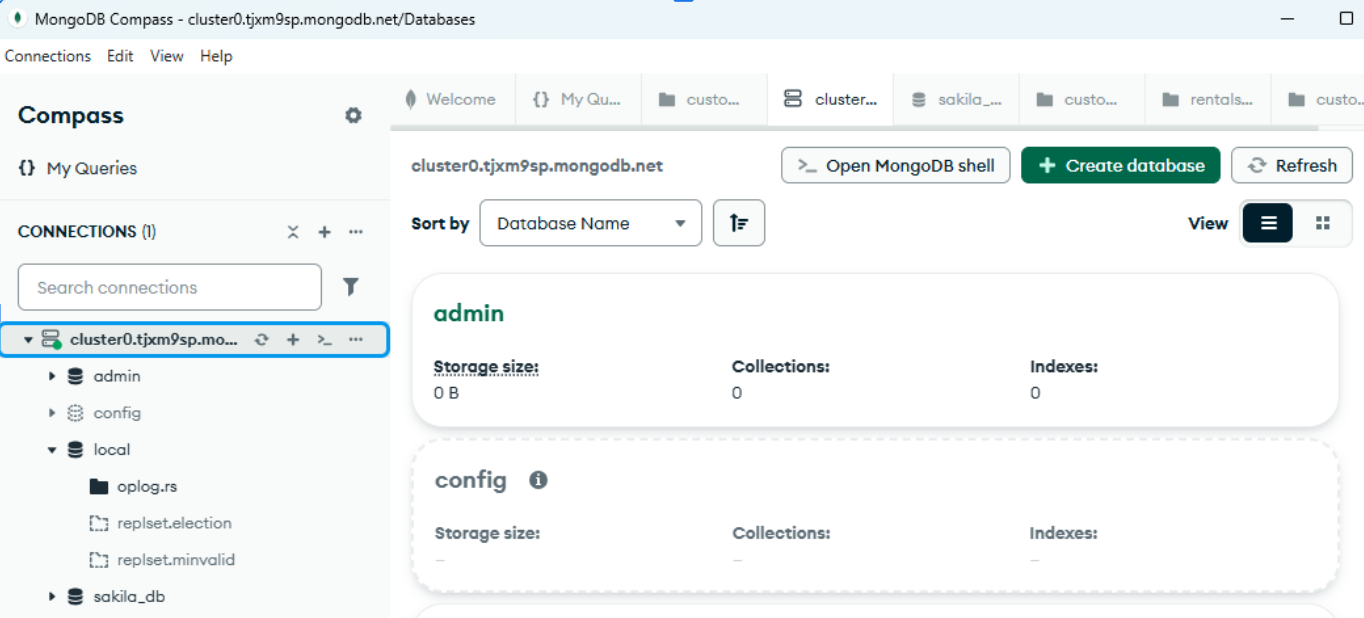 MongoDB Compass - cluster0.tjxm9sp.mongodb.net/Databases
Connections Edit View Help
Welcome {} My Qu... custo... cluster... sakila_... custo... rentals... custo..
Compass
{} My Queries
CONNECTIONS (1)
Search connections
cluster0.tjxm9sp.mo... + >_ ...
admin
config
local
oplog.rs
replset.election
replset.minvalid
sakila_db
cluster0.tjxm9sp.mongodb.net >_ Open MongoDB shell + Create database Refresh
Sort by Database Name View
admin
Storage size: Collections: Indexes:
0 B 0 0
config
Storage size: Collections: Indexes:
– – –